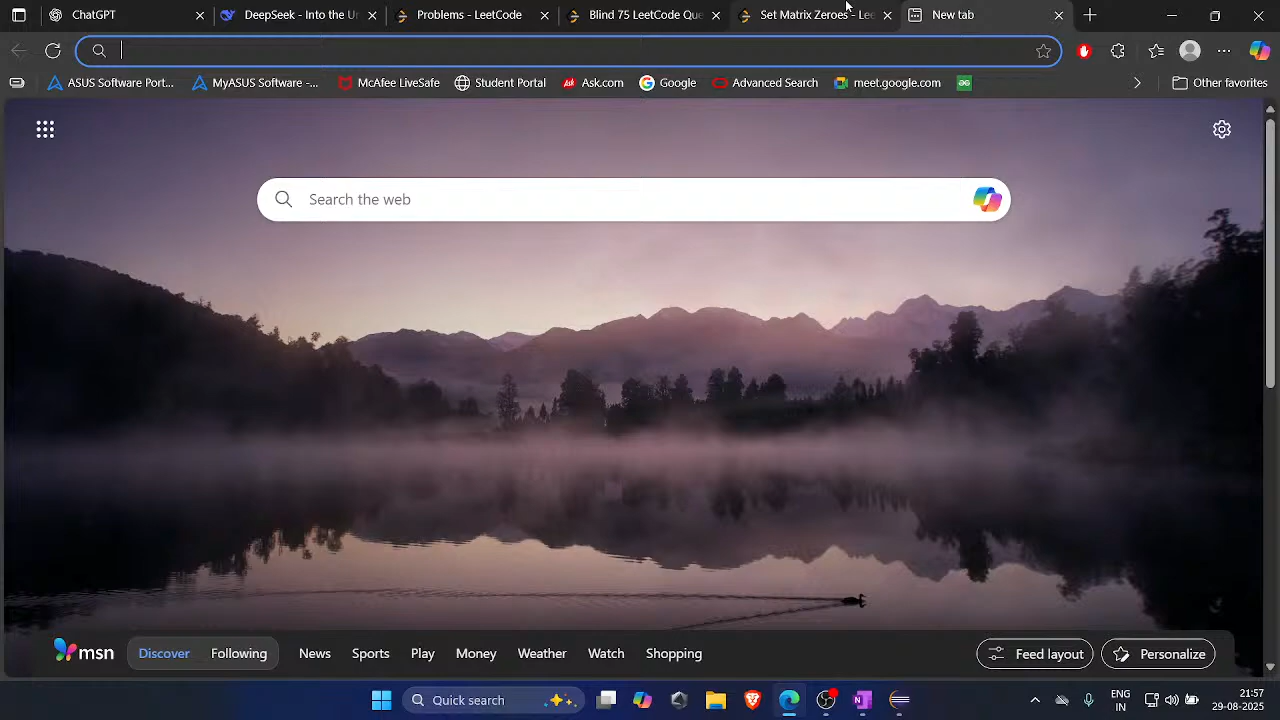 ChatGPT
DeepSeek - Into the Ur
Problems - LeetCode
Blind 75 LeetCode Que
Set Matrix Zeroes - Lee
New tab
ASUS Software Port...
MyASUS Software -...
McAfee LiveSafe
Student Portal
Ask.com
Google
Advanced Search
meet.google.com
Other favorites
Search the web
msn
Discover
Following
News
Sports
Play
Money
Weather
Watch
Shopping
Feed layout
Personalize
Quick search
ENG
IN
21:57
29-08-2025